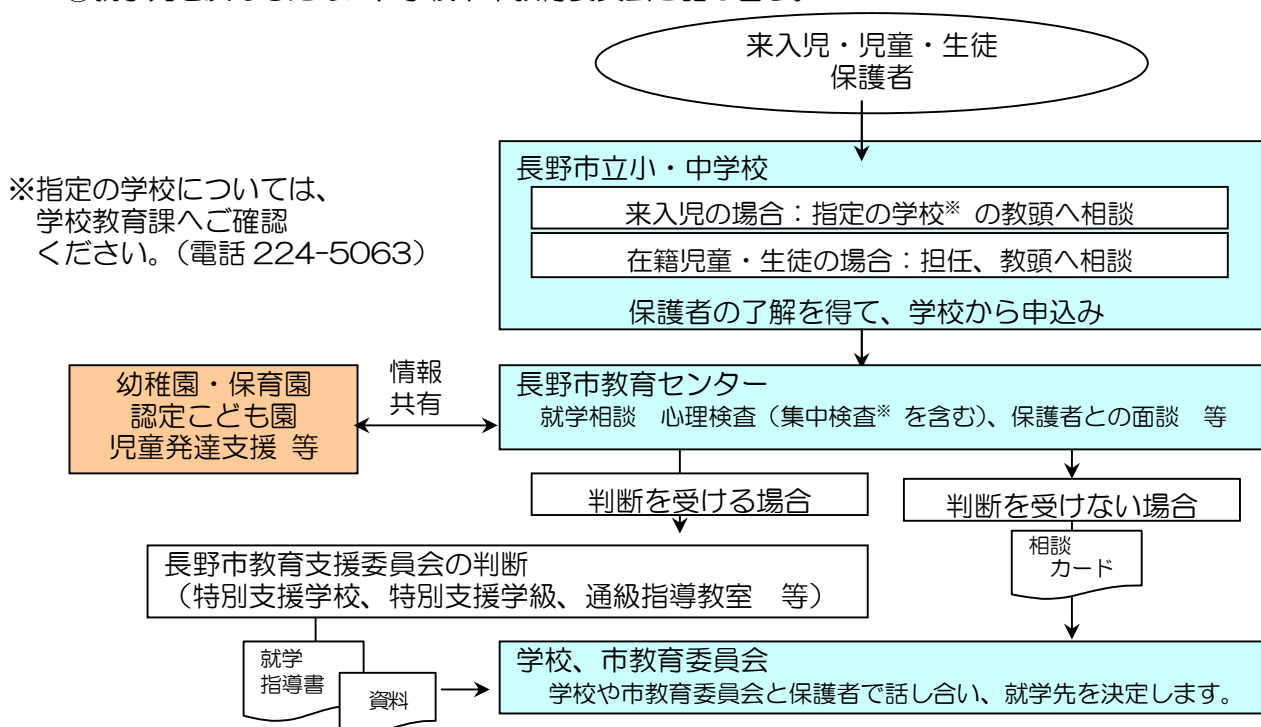 来入児・児童・生徒
保護者
※指定の学校については、
学校教育課へご確認
ください。（電話 224-5063）
長野市立小・中学校
来入児の場合：指定の学校※ の教頭へ相談
在籍児童・生徒の場合：担任、教頭へ相談
保護者の了解を得て、学校から申込み
幼稚園・保育園
認定こども園
児童発達支援 等
情報
共有
長野市教育センター
就学相談　心理検査（集中検査※ を含む）、保護者との面談　等
判断を受ける場合
判断を受けない場合
長野市教育支援委員会の判断
（特別支援学校、特別支援学級、通級指導教室　等）
相談
カード
就学
指導書
資料
学校、市教育委員会
学校や市教育委員会と保護者で話し合い、就学先を決定します。